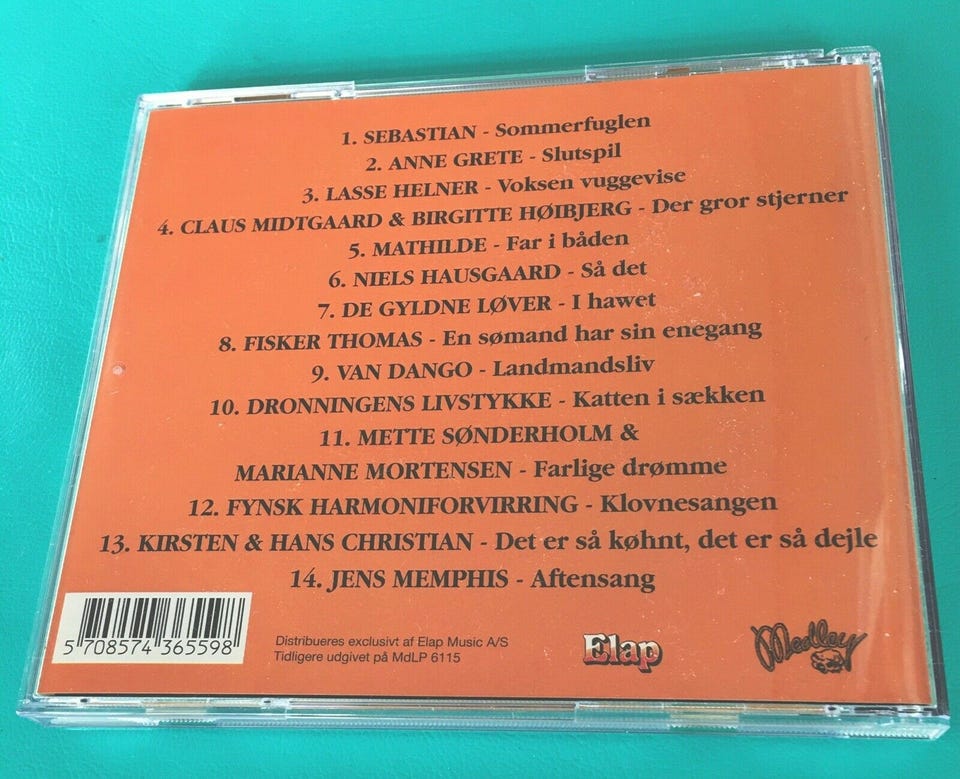 1. SEBASTIAN - Sommerfuglen
2. ANNE GRETE - Slutspil
3. LASSE HELNER - Voksen vuggevise
4. CLAUS MIDTGAARD & BIRGITTE HØIBJERG - Der gror stjerner
5. MATHILDE - Far i båden
6. NIELS HAUSGAARD - Så det
7. DE GYLDNE LØVER - I hawet
8. FISKER THOMAS - En sømand har sin enegang
9. VAN DANGO - Landmandsliv
10. DRONNINGENS LIVSTYKKE - Katten i sækken
11. METTE SØNDERHOLM &
MARIANNE MORTENSEN - Farlige drømme
12. FYNSK HARMONIFORVIRRING - Klovnesangen
13. KIRSTEN & HANS CHRISTIAN - Det er så køhnt, det er så dejle
14. JENS MEMPHIS - Aftensang
5 708574 365598
Distribueres exclusivt af Elap Music A/S
Tidligere udgivet på MdLP 6115
Elap
Medley